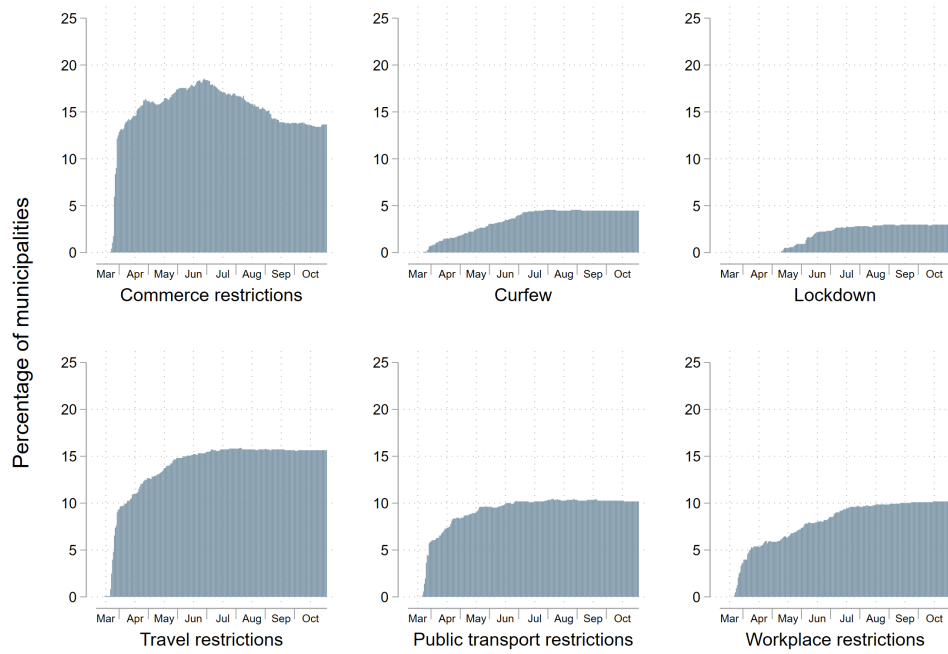 Percentage of municipalities
25
20
15
10
5
0
Mar Apr May Jun Jul Aug Sep Oct
Commerce restrictions
25
20
15
10
5
0
Mar Apr May Jun Jul Aug Sep Oct
Curfew
25
20
15
10
5
0
Mar Apr May Jun Jul Aug Sep Oct
Lockdown
25
20
15
10
5
0
Mar Apr May Jun Jul Aug Sep Oct
Travel restrictions
25
20
15
10
5
0
Mar Apr May Jun Jul Aug Sep Oct
Public transport restrictions
25
20
15
10
5
0
Mar Apr May Jun Jul Aug Sep Oct
Workplace restrictions